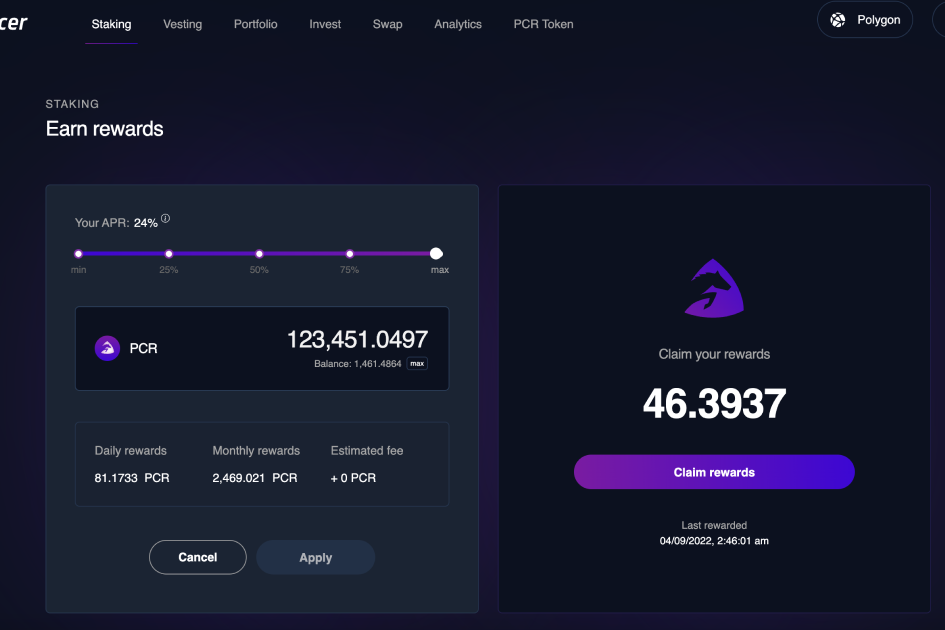 cer Staking Vesting Portfolio Invest Swap Analytics PCR Token Polygon
STAKING
Earn rewards
Your APR: 24% i
min 25% 50% 75% max
PCR
123,451.0497
Balance: 1,461.4864 max
Daily rewards Monthly rewards Estimated fee
81.1733 PCR 2,469.021 PCR + 0 PCR
Cancel Apply
Claim your rewards
46.3937
Claim rewards
Last rewarded
04/09/2022, 2:46:01 am